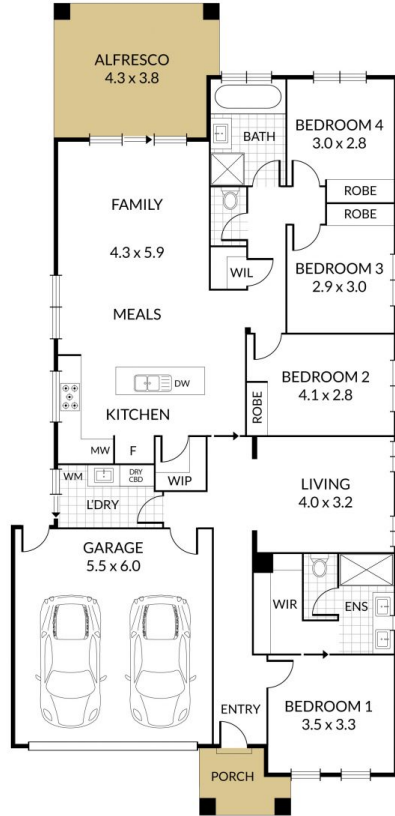 ALFRESCO
4.3 x 3.8
BATH
BEDROOM 4
3.0 x 2.8
ROBE
ROBE
FAMILY
4.3 x 5.9
WIL
BEDROOM 3
2.9 x 3.0
MEALS
BEDROOM 2
4.1 x 2.8
DW
ROBE
KITCHEN
MW
F
WIP
WM
DRY
CBD
L'DRY
LIVING
4.0 x 3.2
GARAGE
5.5 x 6.0
WIR
ENS
ENTRY
BEDROOM 1
3.5 x 3.3
PORCH